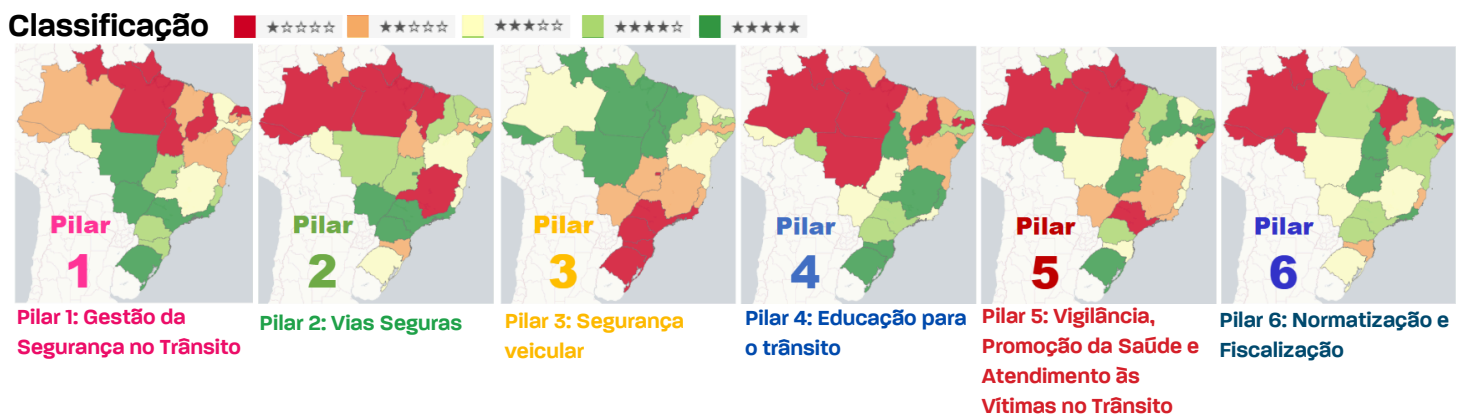 Classificação ★☆☆☆☆ ★★☆☆☆ ★★★☆☆ ★★★★☆ ★★★★★
Pilar
1
Pilar
2
Pilar
3
Pilar
4
Pilar
5
Pilar
6
Pilar 1: Gestão da
Segurança no Trânsito
Pilar 2: Vias Seguras
Pilar 3: Segurança
veicular
Pilar 4: Educação para
o trânsito
Pilar 5: Vigilância,
Promoção da Saúde e
Atendimento às
Vítimas no Trânsito
Pilar 6: Normatização e
Fiscalização